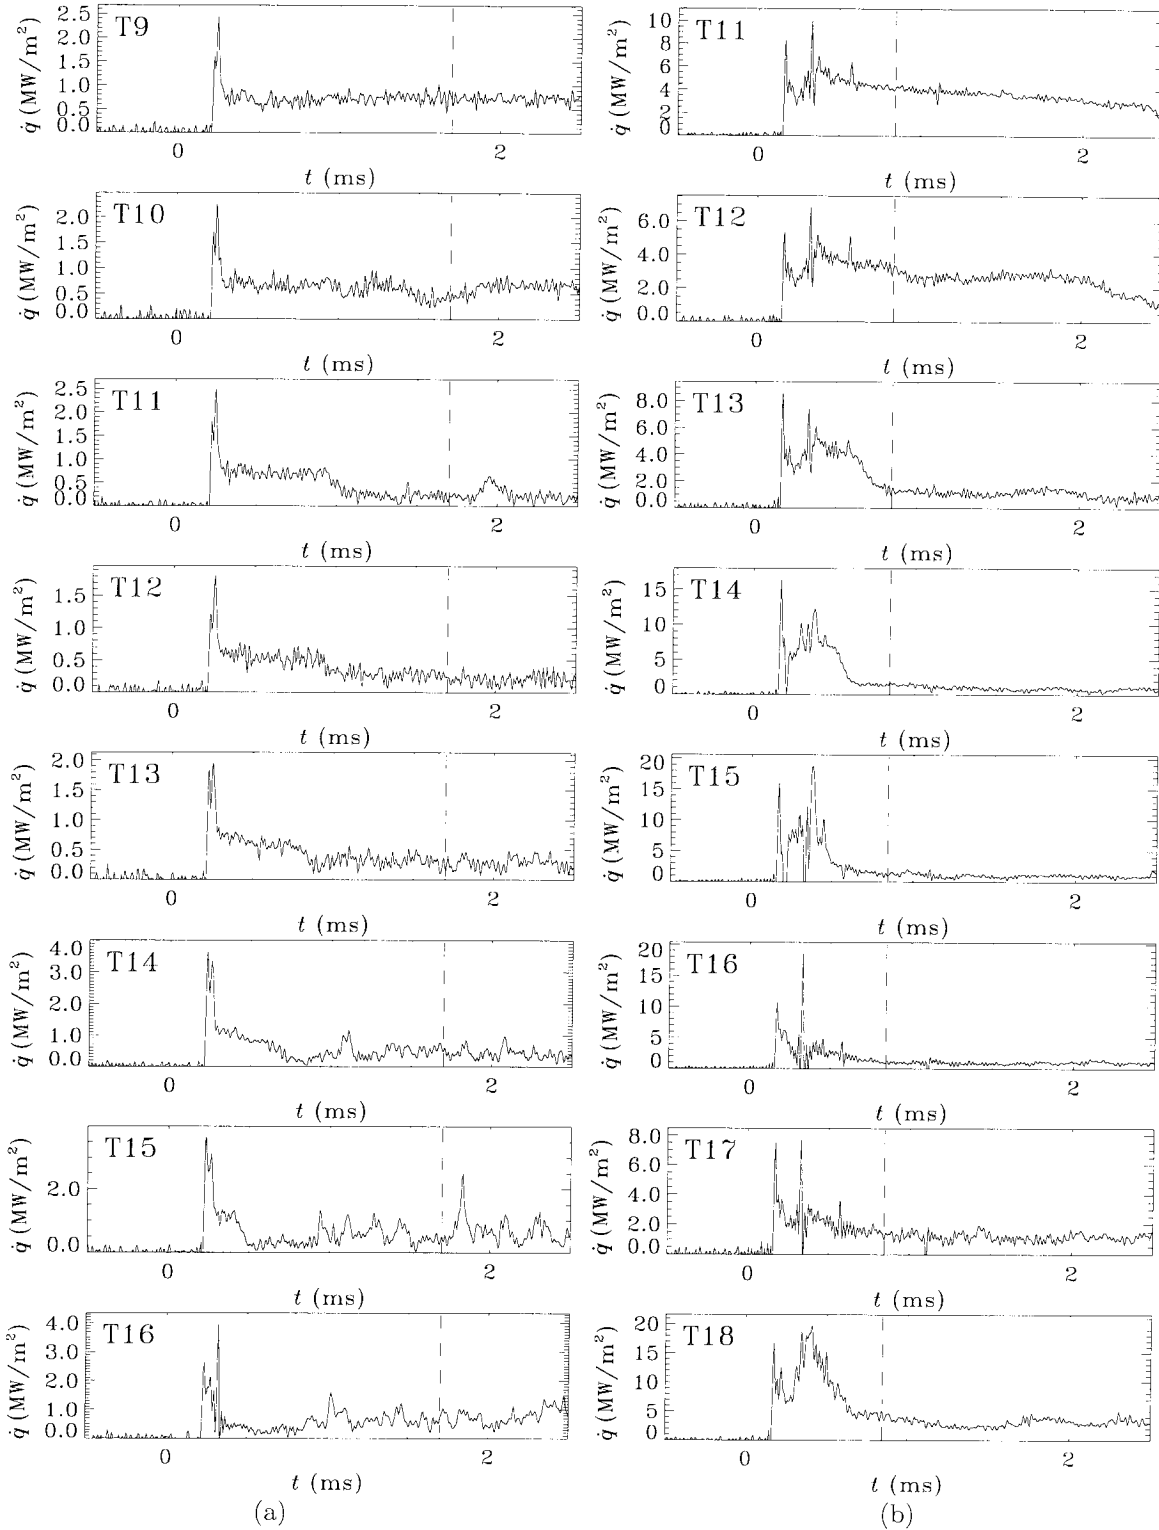 T9
q̇ (MW/m²)
2.5
2.0
1.5
1.0
0.5
0.0
0 2
t (ms)
T10
q̇ (MW/m²)
2.0
1.5
1.0
0.5
0.0
0 2
t (ms)
T11
q̇ (MW/m²)
2.5
2.0
1.5
1.0
0.5
0.0
0 2
t (ms)
T12
q̇ (MW/m²)
1.5
1.0
0.5
0.0
0 2
t (ms)
T13
q̇ (MW/m²)
2.0
1.5
1.0
0.5
0.0
0 2
t (ms)
T14
q̇ (MW/m²)
4.0
3.0
2.0
1.0
0.0
0 2
t (ms)
T15
q̇ (MW/m²)
2.0
0.0
0 2
t (ms)
T16
q̇ (MW/m²)
4.0
3.0
2.0
1.0
0.0
0 2
t (ms)
(a)
T11
q̇ (MW/m²)
10
8
6
4
2
0
0 2
t (ms)
T12
q̇ (MW/m²)
6.0
4.0
2.0
0.0
0 2
t (ms)
T13
q̇ (MW/m²)
8.0
6.0
4.0
2.0
0.0
0 2
t (ms)
T14
q̇ (MW/m²)
15
10
5
0
0 2
t (ms)
T15
q̇ (MW/m²)
20
15
10
5
0
0 2
t (ms)
T16
q̇ (MW/m²)
20
15
10
5
0
0 2
t (ms)
T17
q̇ (MW/m²)
8.0
6.0
4.0
2.0
0.0
0 2
t (ms)
T18
q̇ (MW/m²)
20
15
10
5
0
0 2
t (ms)
(b)